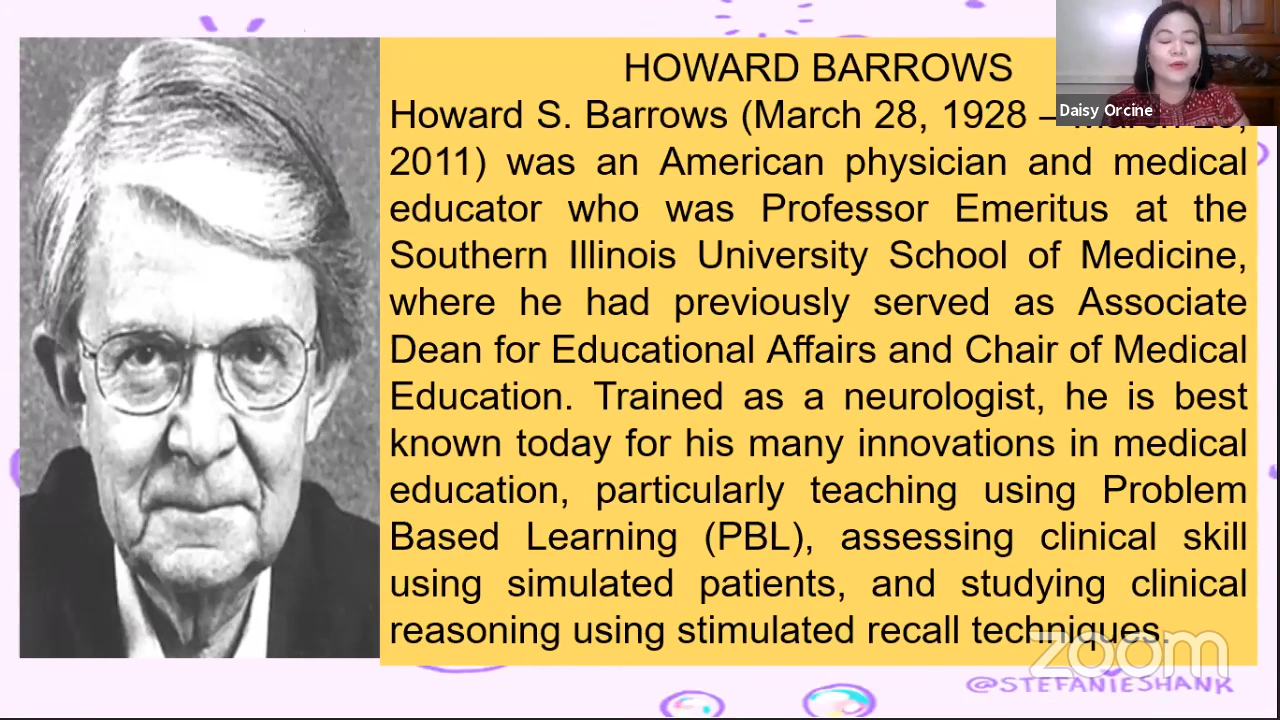 HOWARD BARROWS
Howard S. Barrows (March 28, 1928 –
2011) was an American physician and medical
educator who was Professor Emeritus at the
Southern Illinois University School of Medicine,
where he had previously served as Associate
Dean for Educational Affairs and Chair of Medical
Education. Trained as a neurologist, he is best
known today for his many innovations in medical
education, particularly teaching using Problem
Based Learning (PBL), assessing clinical skill
using simulated patients, and studying clinical
reasoning using stimulated recall techniques.
Daisy Orcine
zoom
@STEFANIESHANK